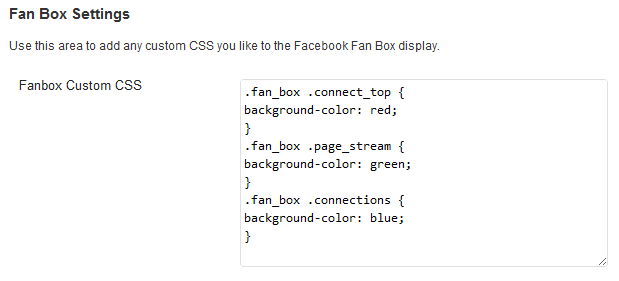 Fan Box Settings
Use this area to add any custom CSS you like to the Facebook Fan Box display.
Fanbox Custom CSS
.fan_box .connect_top {
background-color: red;
}
.fan_box .page_stream {
background-color: green;
}
.fan_box .connections {
background-color: blue;
}